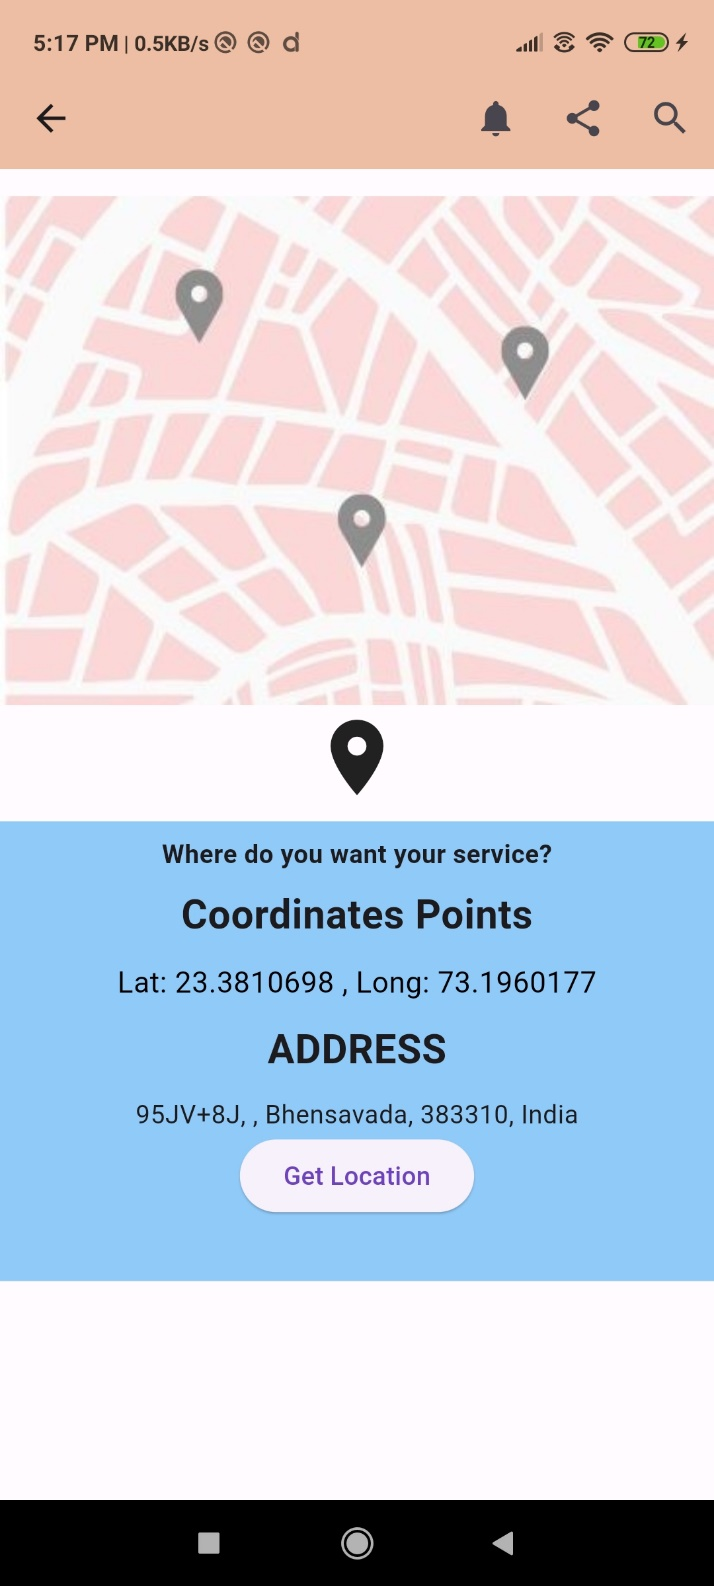 5:17 PM | 0.5KB/s
72
Where do you want your service?
Coordinates Points
Lat: 23.3810698 , Long: 73.1960177
ADDRESS
95JV+8J, , Bhensavada, 383310, India
Get Location